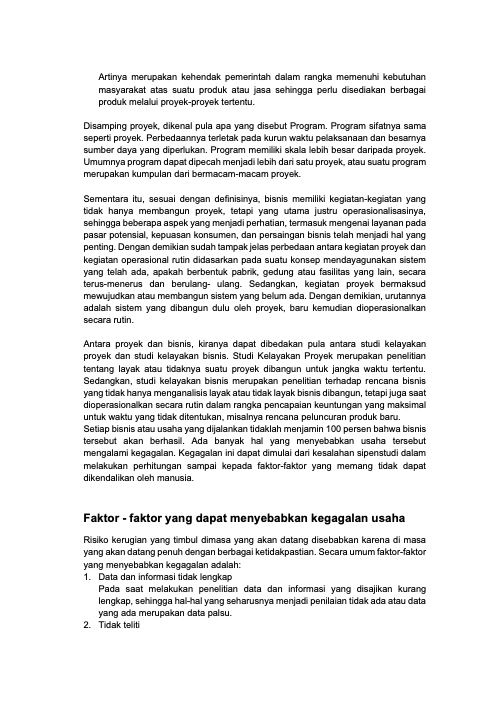 Artinya merupakan kehendak pemerintah dalam rangka memenuhi kebutuhan
masyarakat atas suatu produk atau jasa sehingga perlu disediakan berbagai
produk melalui proyek-proyek tertentu.
Disamping proyek, dikenal pula apa yang disebut Program. Program sifatnya sama
seperti proyek. Perbedaannya terletak pada kurun waktu pelaksanaan dan besarnya
sumber daya yang diperlukan. Program memiliki skala lebih besar daripada proyek.
Umumnya program dapat dipecah menjadi lebih dari satu proyek, atau suatu program
merupakan kumpulan dari bermacam-macam proyek.
Sementara itu, sesuai dengan definisinya, bisnis memiliki kegiatan-kegiatan yang
tidak hanya membangun proyek, tetapi yang utama justru operasionalisasinya,
sehingga beberapa aspek yang menjadi perhatian, termasuk mengenai layanan pada
pasar potensial, kepuasan konsumen, dan persaingan bisnis telah menjadi hal yang
penting. Dengan demikian sudah tampak jelas perbedaan antara kegiatan proyek dan
kegiatan operasional rutin didasarkan pada suatu konsep mendayagunakan sistem
yang telah ada, apakah berbentuk pabrik, gedung atau fasilitas yang lain, secara
terus-menerus dan berulang- ulang. Sedangkan, kegiatan proyek bermaksud
mewujudkan atau membangun sistem yang belum ada. Dengan demikian, urutannya
adalah sistem yang dibangun dulu oleh proyek, baru kemudian dioperasionalkan
secara rutin.
Antara proyek dan bisnis, kiranya dapat dibedakan pula antara studi kelayakan
proyek dan studi kelayakan bisnis. Studi Kelayakan Proyek merupakan penelitian
tentang layak atau tidaknya suatu proyek dibangun untuk jangka waktu tertentu.
Sedangkan, studi kelayakan bisnis merupakan penelitian terhadap rencana bisnis
yang tidak hanya menganalisis layak atau tidak layak bisnis dibangun, tetapi juga saat
dioperasionalkan secara rutin dalam rangka pencapaian keuntungan yang maksimal
untuk waktu yang tidak ditentukan, misalnya rencana peluncuran produk baru.
Setiap bisnis atau usaha yang dijalankan tidaklah menjamin 100 persen bahwa bisnis
tersebut akan berhasil. Ada banyak hal yang menyebabkan usaha tersebut
mengalami kegagalan. Kegagalan ini dapat dimulai dari kesalahan sipenstudi dalam
melakukan perhitungan sampai kepada faktor-faktor yang memang tidak dapat
dikendalikan oleh manusia.
Faktor - faktor yang dapat menyebabkan kegagalan usaha
Risiko kerugian yang timbul dimasa yang akan datang disebabkan karena di masa
yang akan datang penuh dengan berbagai ketidakpastian. Secara umum faktor-faktor
yang menyebabkan kegagalan adalah:
1. Data dan informasi tidak lengkap
Pada saat melakukan penelitian data dan informasi yang disajikan kurang
lengkap, sehingga hal-hal yang seharusnya menjadi penilaian tidak ada atau data
yang ada merupakan data palsu.
2. Tidak teliti